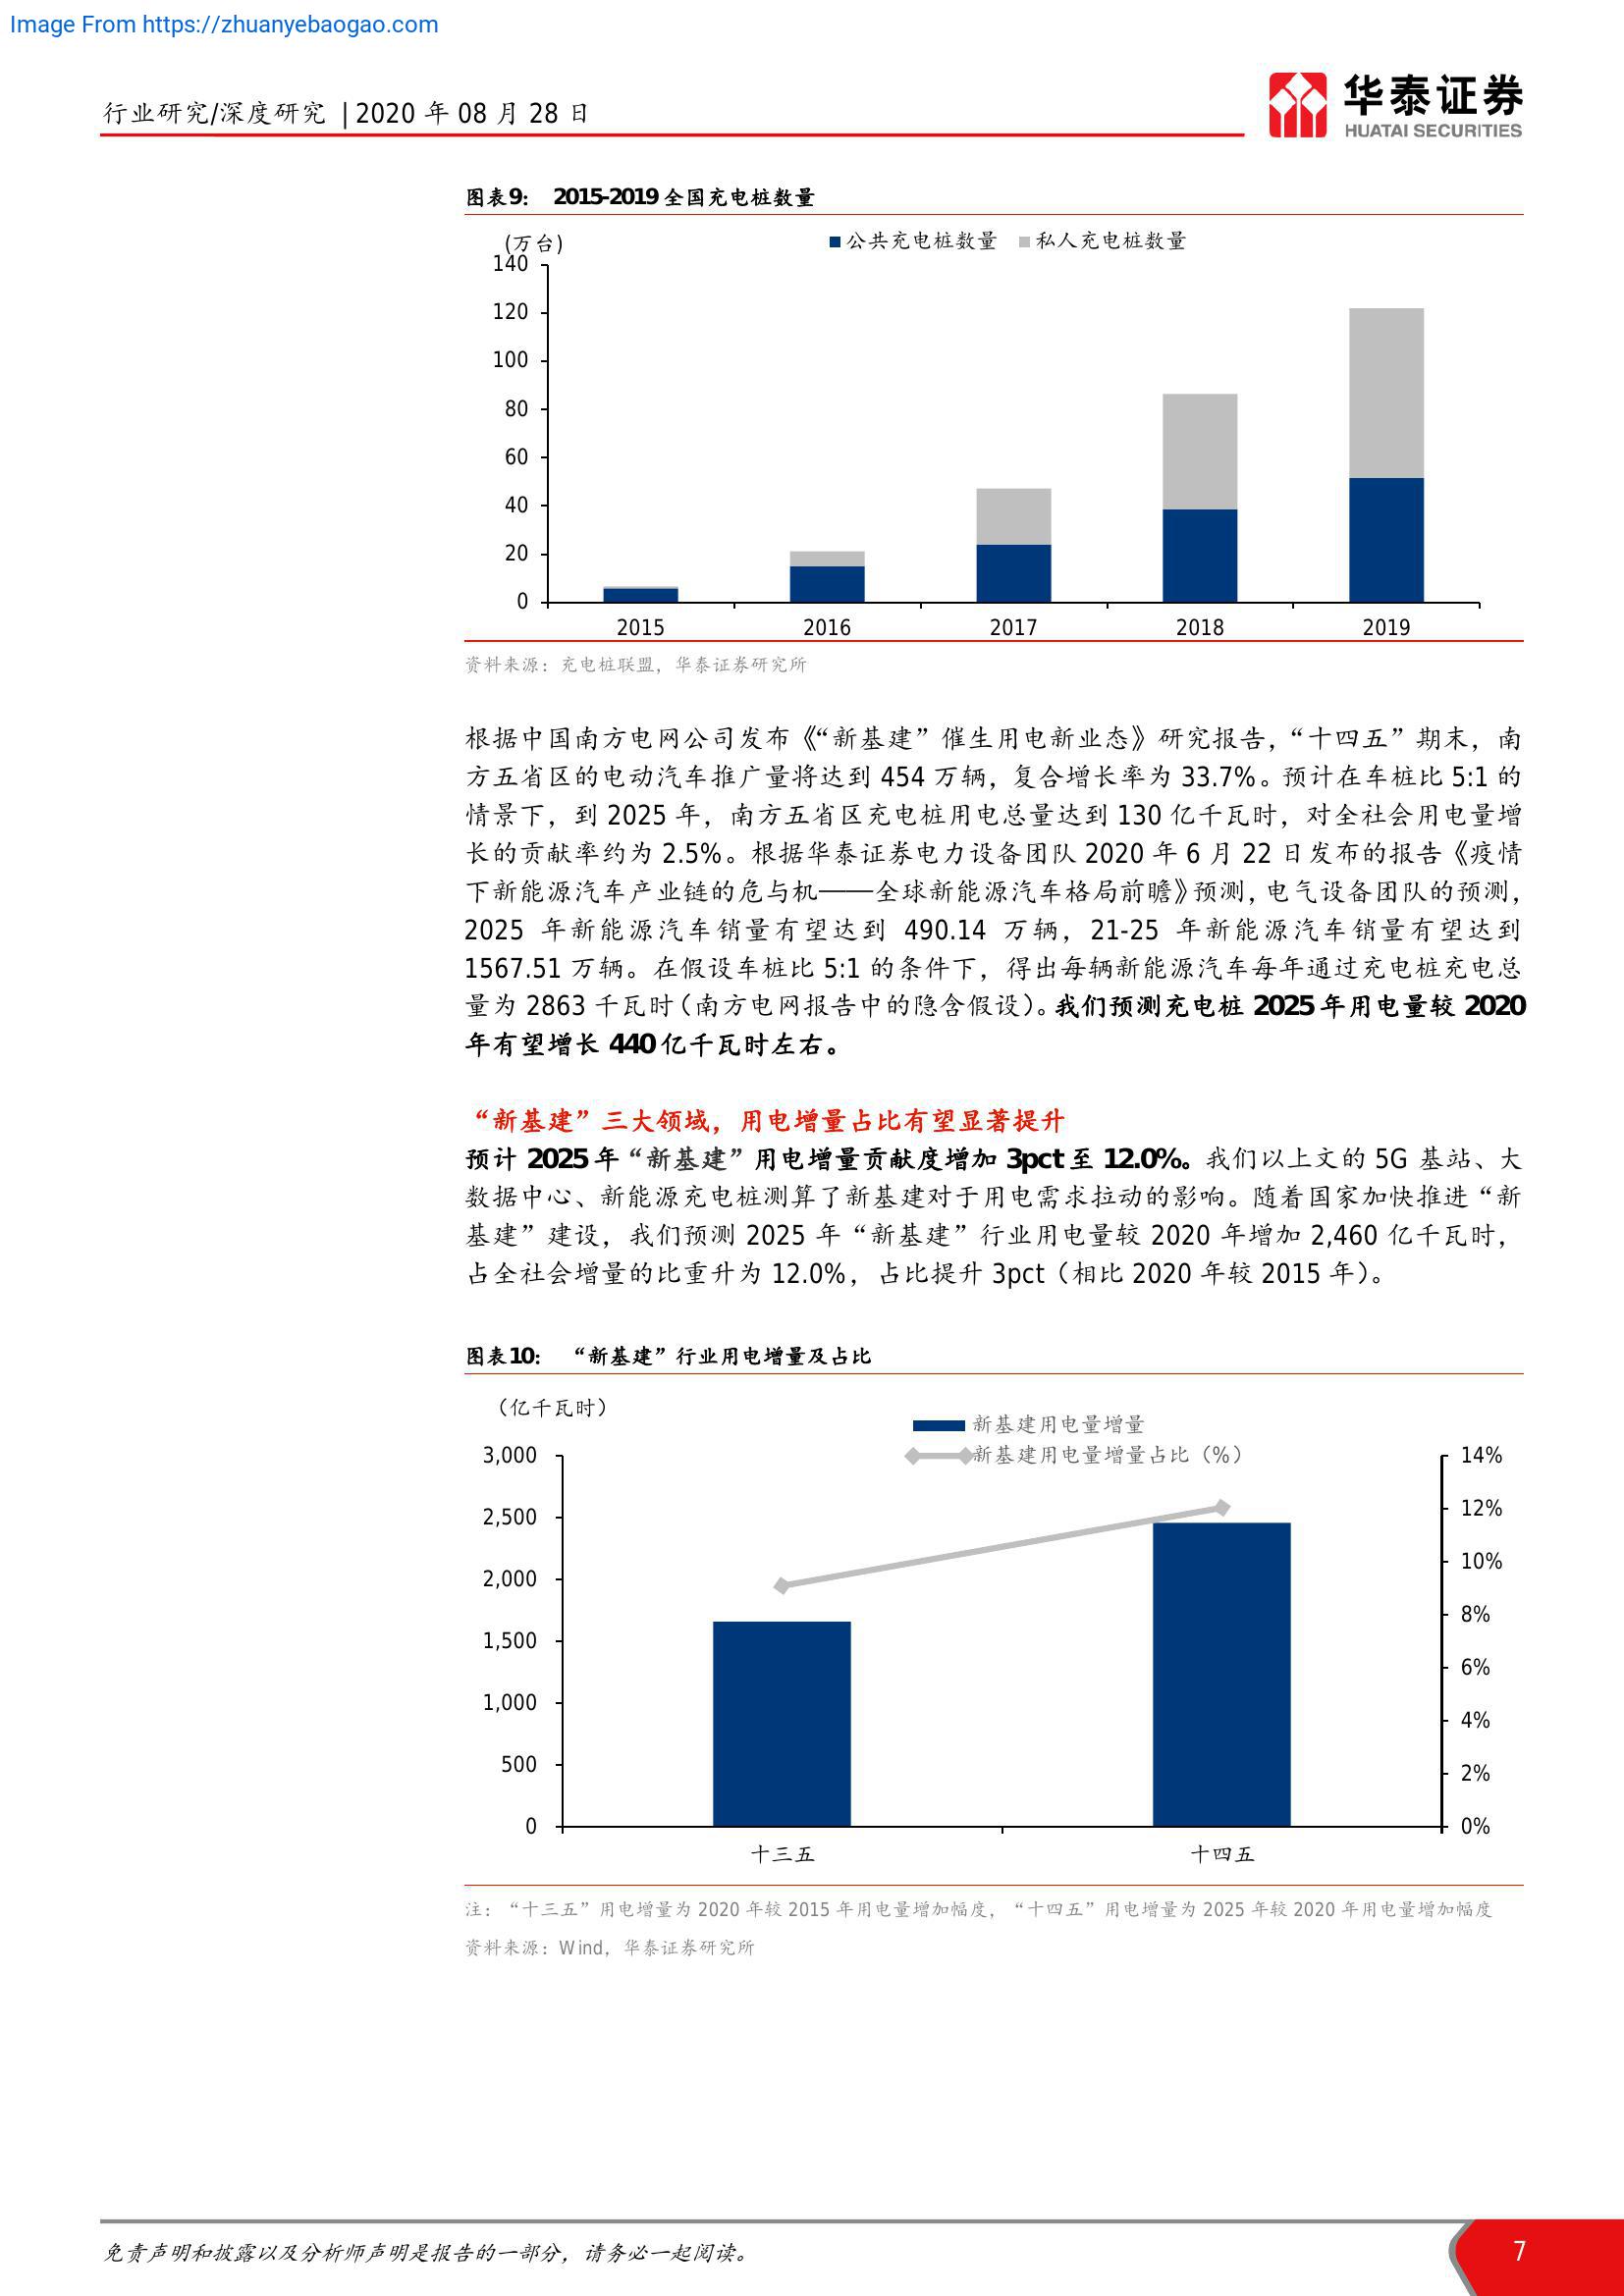 Image From https://zhuanyebaogao.com
行业研究/深度研究 | 2020 年 08 月 28 日
华泰证券
HUATAI SECURITIES
图表9： 2015-2019 全国充电桩数量
(万台)
公共充电桩数量 私人充电桩数量
140
120
100
80
60
40
20
0
2015 2016 2017 2018 2019
资料来源：充电桩联盟，华泰证券研究所
根据中国南方电网公司发布《“新基建”催生用电新业态》研究报告，“十四五”期末，南
方五省区的电动汽车推广量将达到 454 万辆，复合增长率为 33.7%。预计在车桩比 5:1 的
情景下，到 2025 年，南方五省区充电桩用电总量达到 130 亿千瓦时，对全社会用电量增
长的贡献率约为 2.5%。根据华泰证券电力设备团队 2020 年 6 月 22 日发布的报告《疫情
下新能源汽车产业链的危与机——全球新能源汽车格局前瞻》预测，电气设备团队的预测，
2025 年新能源汽车销量有望达到 490.14 万辆，21-25 年新能源汽车销量有望达到
1567.51 万辆。在假设车桩比 5:1 的条件下，得出每辆新能源汽车每年通过充电桩充电总
量为 2863 千瓦时（南方电网报告中的隐含假设）。我们预测充电桩 2025 年用电量较 2020
年有望增长 440 亿千瓦时左右。
“新基建”三大领域，用电增量占比有望显著提升
预计 2025 年“新基建”用电增量贡献度增加 3pct 至 12.0%。我们以上文的 5G 基站、大
数据中心、新能源充电桩测算了新基建对于用电需求拉动的影响。随着国家加快推进“新
基建”建设，我们预测 2025 年“新基建”行业用电量较 2020 年增加 2,460 亿千瓦时，
占全社会增量的比重升为 12.0%，占比提升 3pct（相比 2020 年较 2015 年）。
图表10： “新基建”行业用电增量及占比
（亿千瓦时）
新基建用电量增量
新基建用电量增量占比（%）
3,000 14%
2,500 12%
2,000 10%
1,500 8%
1,000 6%
500 4%
0 2%
0%
十三五 十四五
注：“十三五”用电增量为 2020 年较 2015 年用电量增加幅度，“十四五”用电增量为 2025 年较 2020 年用电量增加幅度
资料来源：Wind，华泰证券研究所
免责声明和披露以及分析师声明是报告的一部分，请务必一起阅读。 7